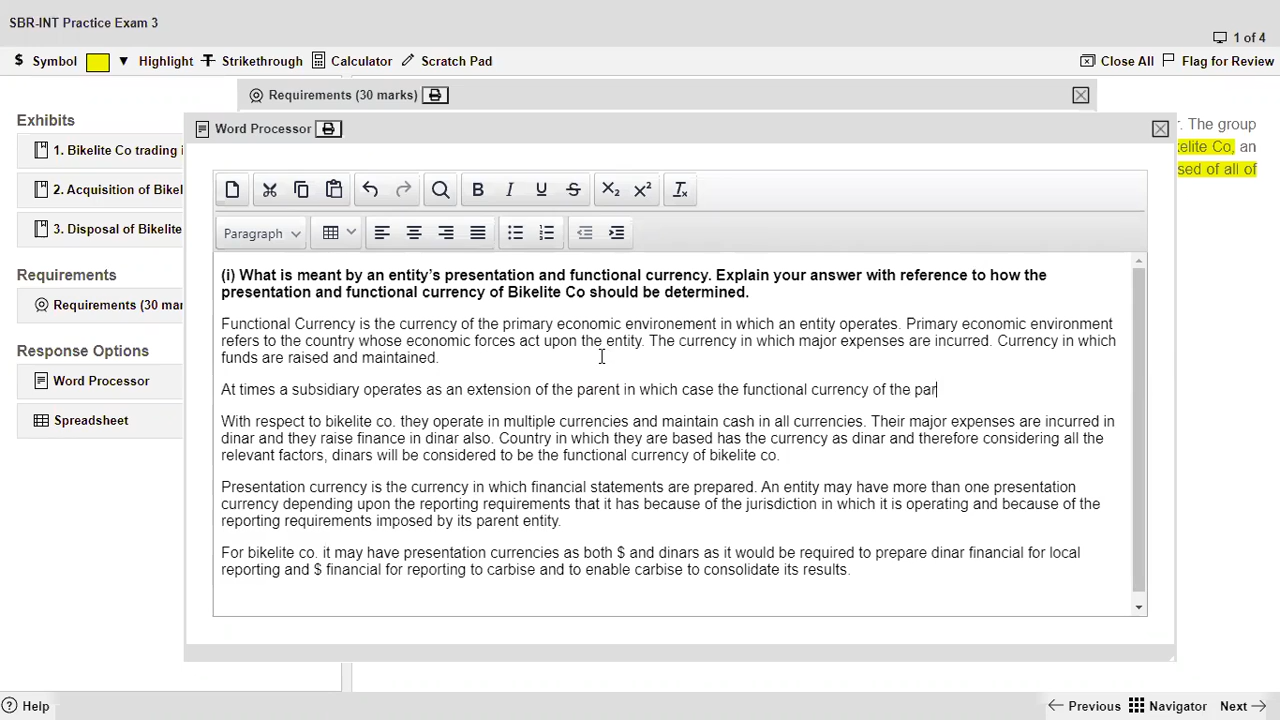 SBR-INT Practice Exam 3
1 of 4
$ Symbol Highlight Strikethrough Calculator Scratch Pad Close All Flag for Review
Requirements (30 marks)
Exhibits
1. Bikelite Co trading i
2. Acquisition of Bikel
3. Disposal of Bikelite
Requirements
Requirements (30 ma
Response Options
Word Processor
Spreadsheet
r. The group
kelite Co, an
sed of all of
Word Processor
Paragraph
(i) What is meant by an entity's presentation and functional currency. Explain your answer with reference to how the
presentation and functional currency of Bikelite Co should be determined.
Functional Currency is the currency of the primary economic environement in which an entity operates. Primary economic environment
refers to the country whose economic forces act upon the entity. The currency in which major expenses are incurred. Currency in which
funds are raised and maintained.
At times a subsidiary operates as an extension of the parent in which case the functional currency of the par
With respect to bikelite co. they operate in multiple currencies and maintain cash in all currencies. Their major expenses are incurred in
dinar and they raise finance in dinar also. Country in which they are based has the currency as dinar and therefore considering all the
relevant factors, dinars will be considered to be the functional currency of bikelite co.
Presentation currency is the currency in which financial statements are prepared. An entity may have more than one presentation
currency depending upon the reporting requirements that it has because of the jurisdiction in which it is operating and because of the
reporting requirements imposed by its parent entity.
For bikelite co. it may have presentation currencies as both $ and dinars as it would be required to prepare dinar financial for local
reporting and $ financial for reporting to carbise and to enable carbise to consolidate its results.
Help
Previous Navigator Next